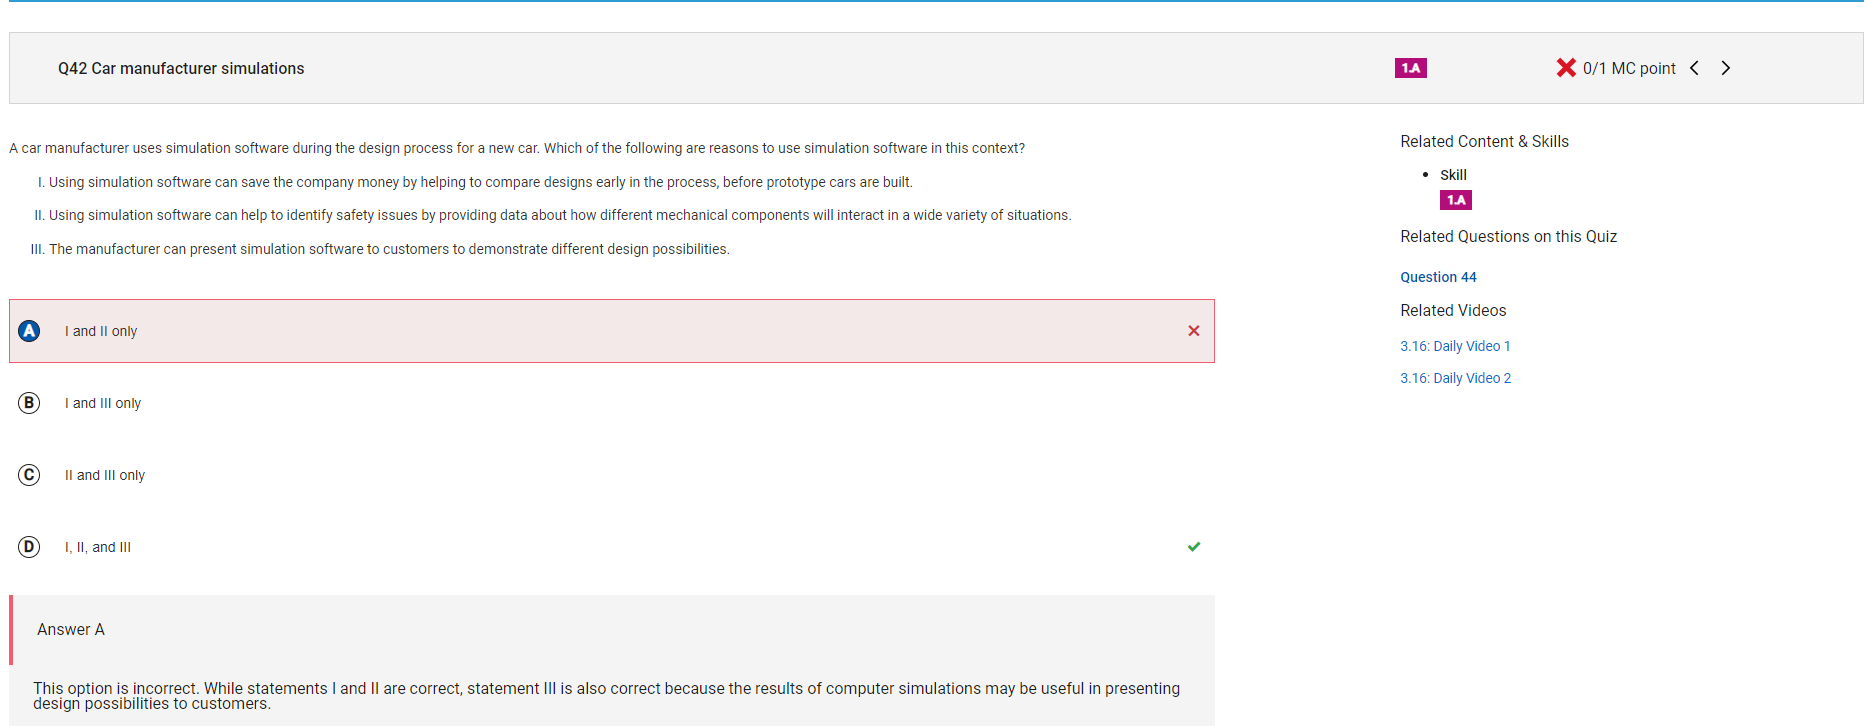 Q42 Car manufacturer simulations
1.A
0/1 MC point
A car manufacturer uses simulation software during the design process for a new car. Which of the following are reasons to use simulation software in this context?
I. Using simulation software can save the company money by helping to compare designs early in the process, before prototype cars are built.
II. Using simulation software can help to identify safety issues by providing data about how different mechanical components will interact in a wide variety of situations.
III. The manufacturer can present simulation software to customers to demonstrate different design possibilities.
A I and II only
B I and III only
C II and III only
D I, II, and III
Answer A
This option is incorrect. While statements I and II are correct, statement III is also correct because the results of computer simulations may be useful in presenting
design possibilities to customers.
Related Content & Skills
Skill
1.A
Related Questions on this Quiz
Question 44
Related Videos
3.16: Daily Video 1
3.16: Daily Video 2